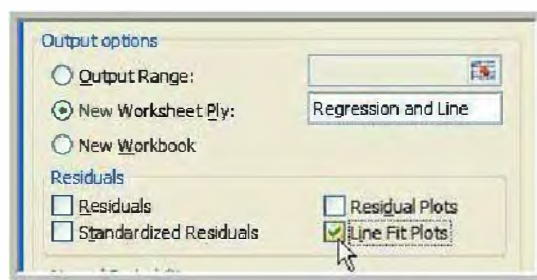 Output options
Output Range:
New Worksheet Ply: Regression and Line
New Workbook
Residuals
Residuals Residual Plots
Standardized Residuals Line Fit Plots